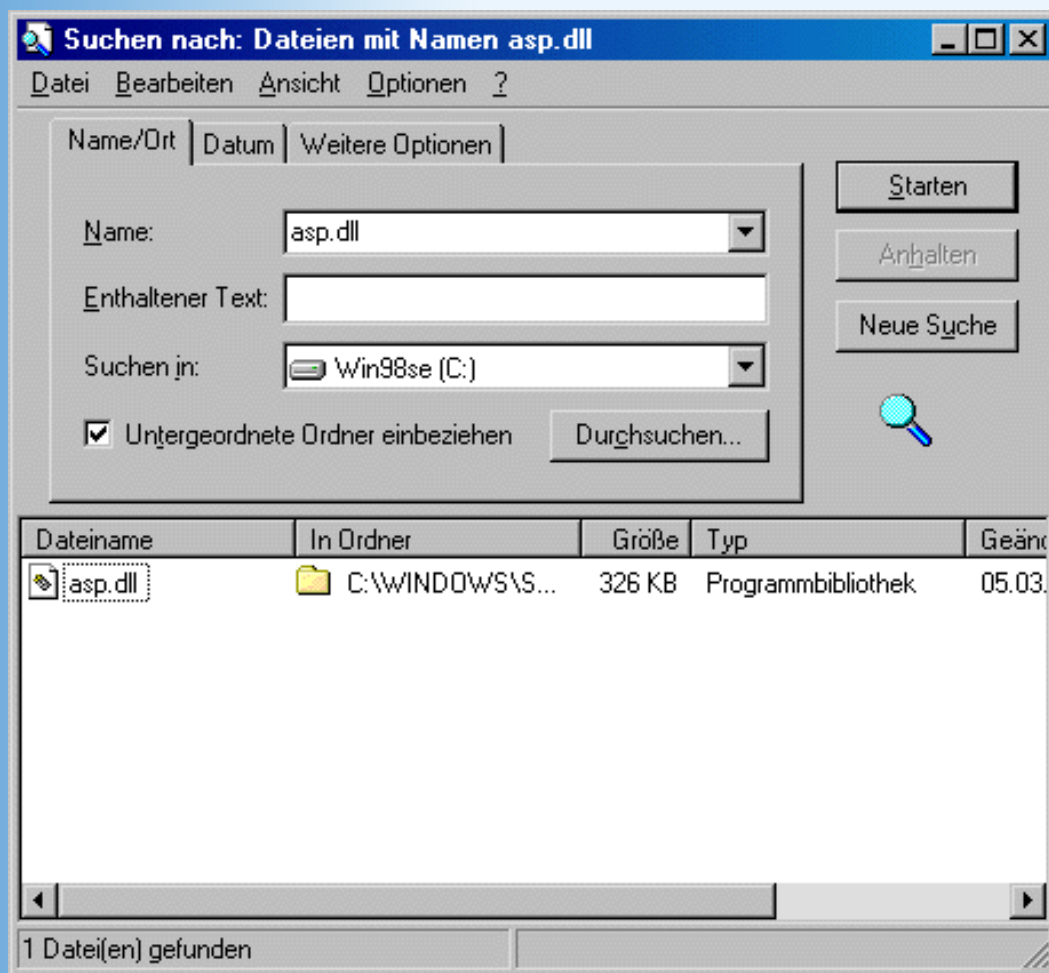 Suchen nach: Dateien mit Namen asp.dll
Datei Bearbeiten Ansicht Optionen ?
Name/Ort Datum Weitere Optionen
Name: asp.dll
Enthaltener Text:
Suchen in: Win98se (C:)
Untergeordnete Ordner einbeziehen Durchsuchen...
Starten
Anhalten
Neue Suche
Dateiname In Ordner Größe Typ Geänd
asp.dll C:\WINDOWS\S... 326 KB Programmbibliothek 05.03.
1 Datei(en) gefunden